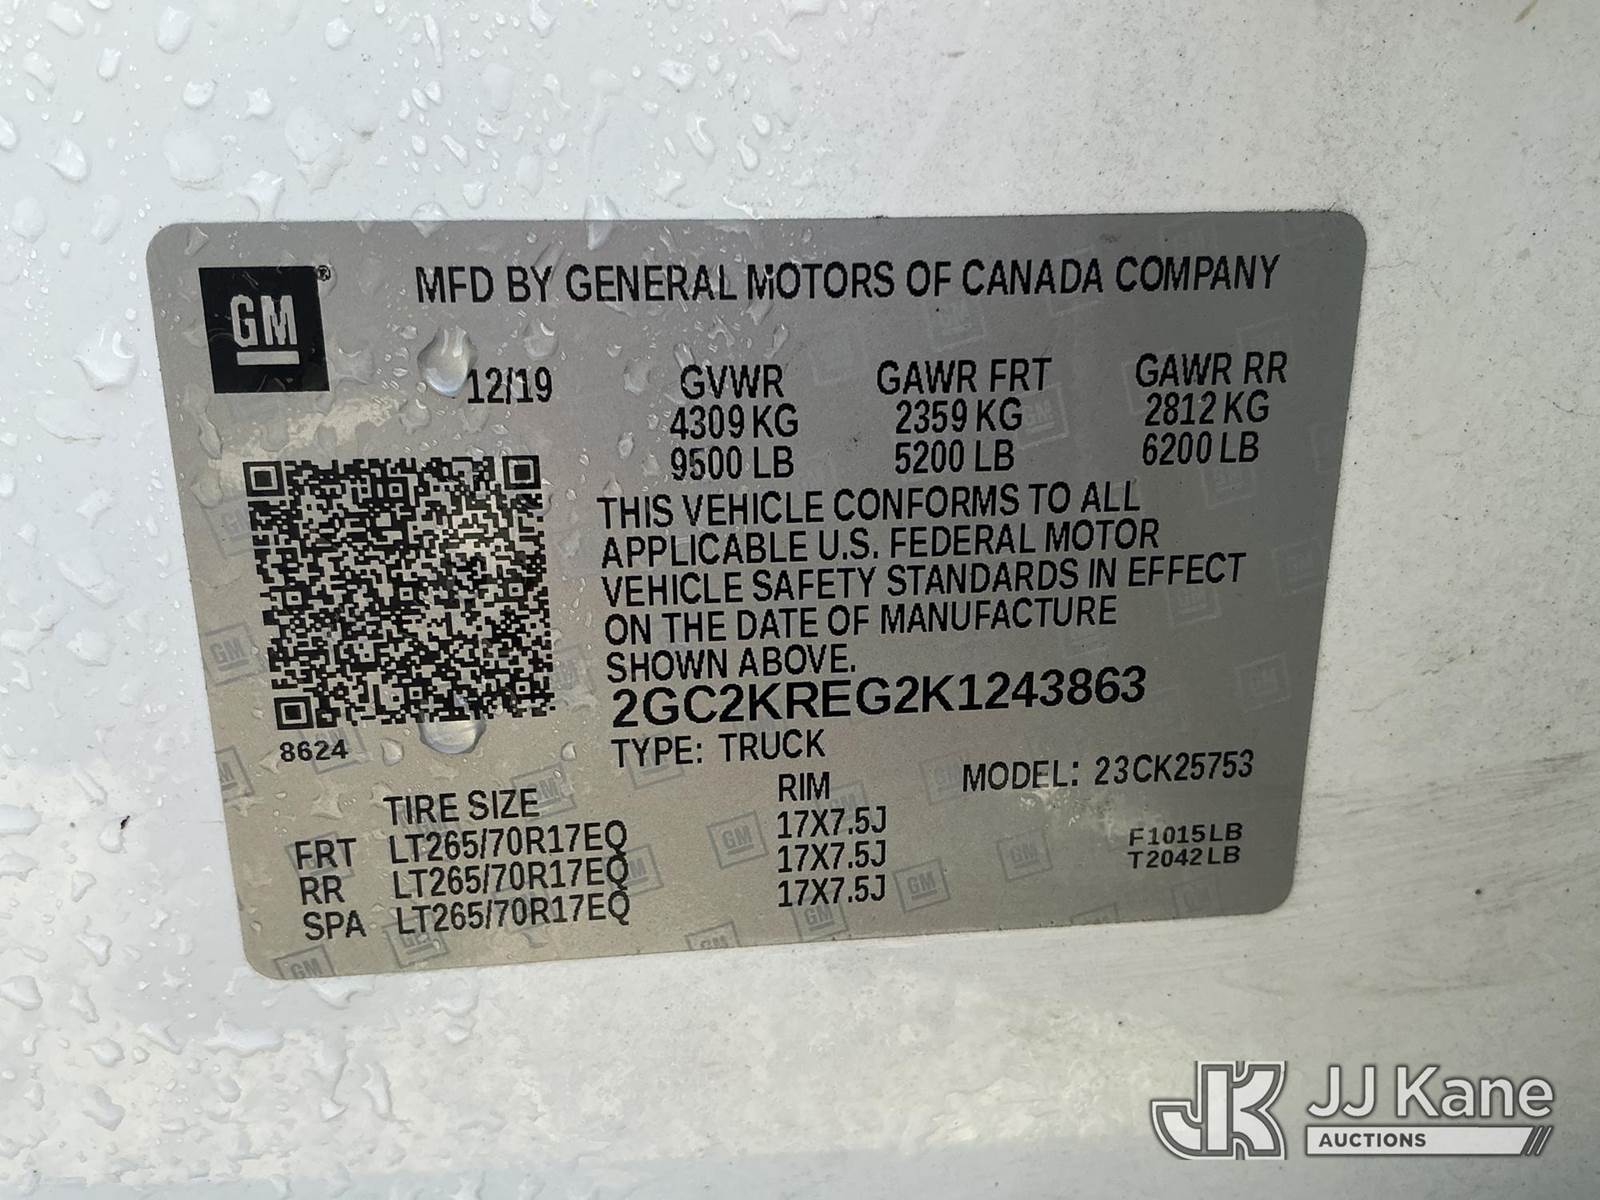 GM®
MFD BY GENERAL MOTORS OF CANADA COMPANY
12/19
GVWR GAWR FRT GAWR RR
4309 KG 2359 KG 2812 KG
9500 LB 5200 LB 6200 LB
THIS VEHICLE CONFORMS TO ALL
APPLICABLE U.S. FEDERAL MOTOR
VEHICLE SAFETY STANDARDS IN EFFECT
ON THE DATE OF MANUFACTURE
SHOWN ABOVE.
2GC2KREG2K1243863
8624
TYPE: TRUCK
MODEL: 23CK25753
TIRE SIZE RIM
FRT LT265/70R17EQ 17X7.5J
RR LT265/70R17EQ 17X7.5J
SPA LT265/70R17EQ 17X7.5J
F1015LB
T2042LB
JK JJ Kane
AUCTIONS